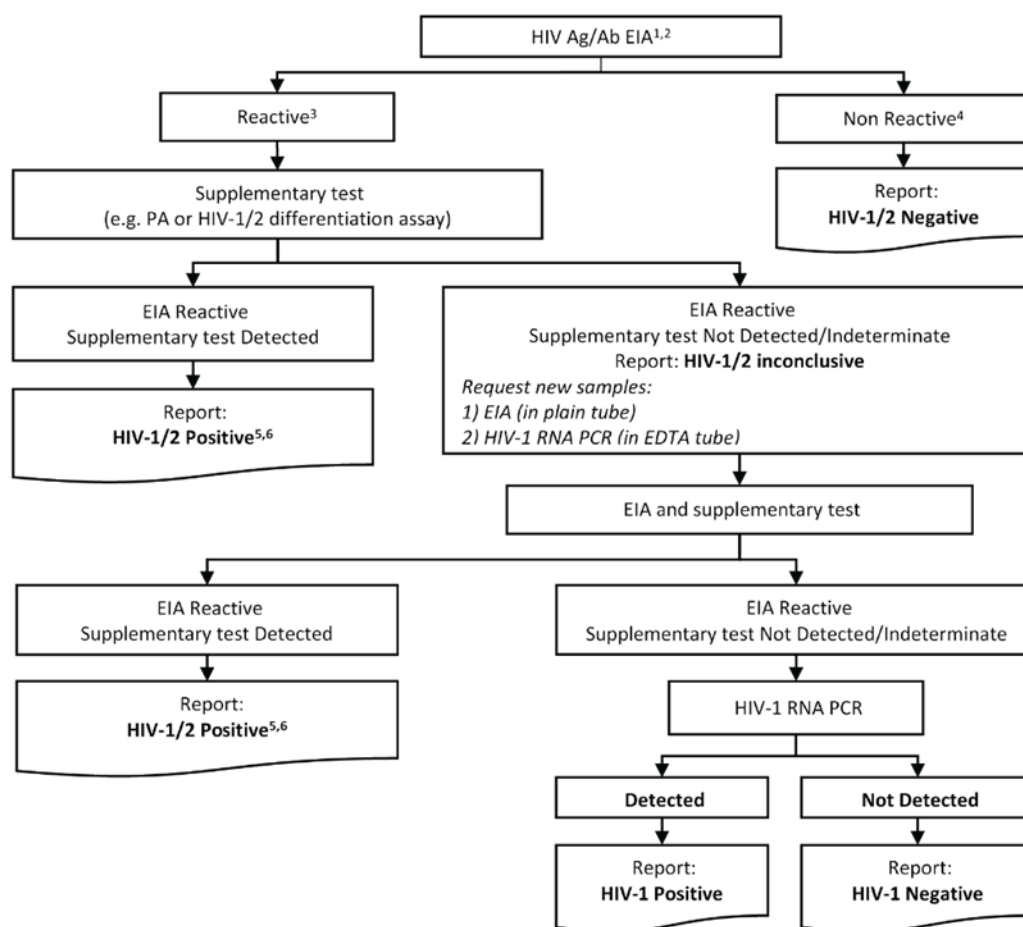 HIV Ag/Ab EIA1,2
Reactive3
Non Reactive4
Supplementary test
(e.g. PA or HIV-1/2 differentiation assay)
Report:
HIV-1/2 Negative
EIA Reactive
Supplementary test Detected
EIA Reactive
Supplementary test Not Detected/Indeterminate
Report: HIV-1/2 inconclusive
Request new samples:
1) EIA (in plain tube)
2) HIV-1 RNA PCR (in EDTA tube)
Report:
HIV-1/2 Positive5,6
EIA and supplementary test
EIA Reactive
Supplementary test Detected
EIA Reactive
Supplementary test Not Detected/Indeterminate
Report:
HIV-1/2 Positive5,6
HIV-1 RNA PCR
Detected
Not Detected
Report:
HIV-1 Positive
Report:
HIV-1 Negative